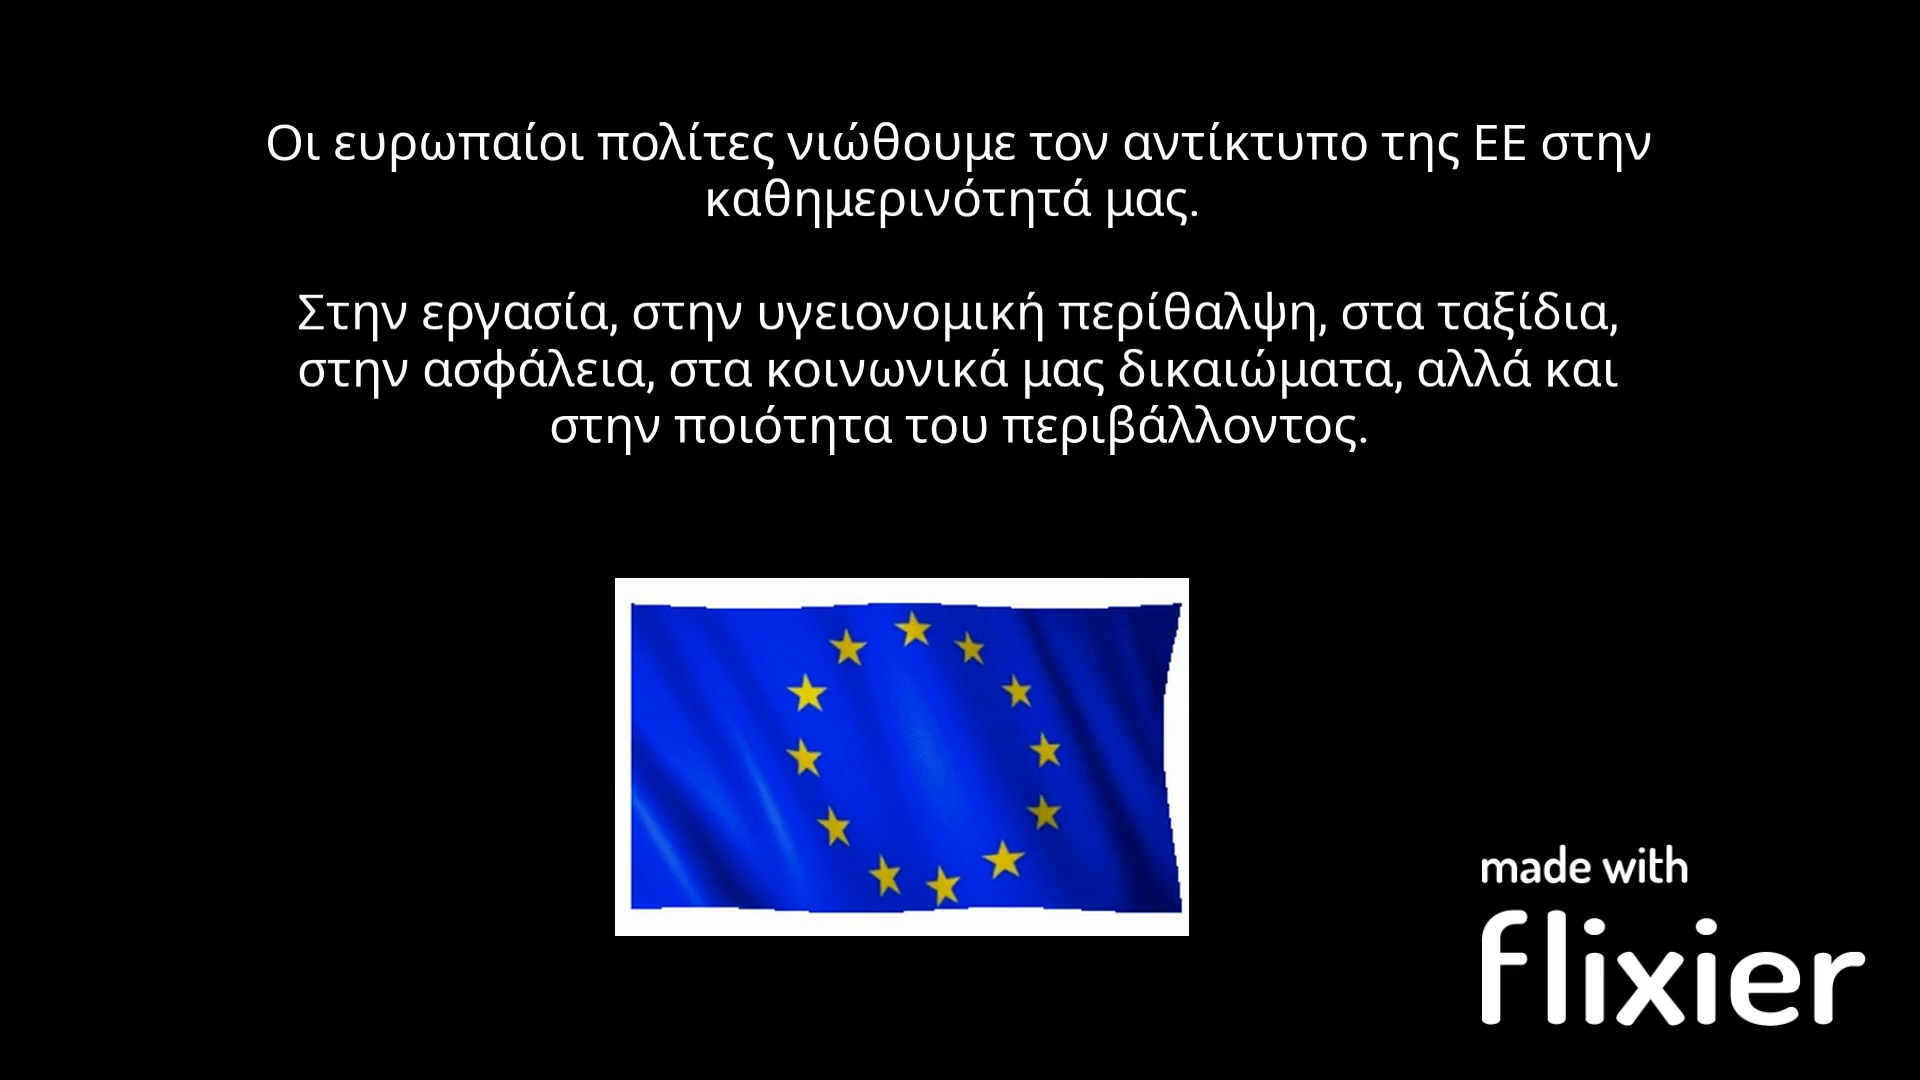 Οι ευρωπαίοι πολίτες νιώθουμε τον αντίκτυπο της ΕΕ στην
καθημερινότητά μας.
Στην εργασία, στην υγειονομική περίθαλψη, στα ταξίδια,
στην ασφάλεια, στα κοινωνικά μας δικαιώματα, αλλά και
στην ποιότητα του περιβάλλοντος.
made with
flixier